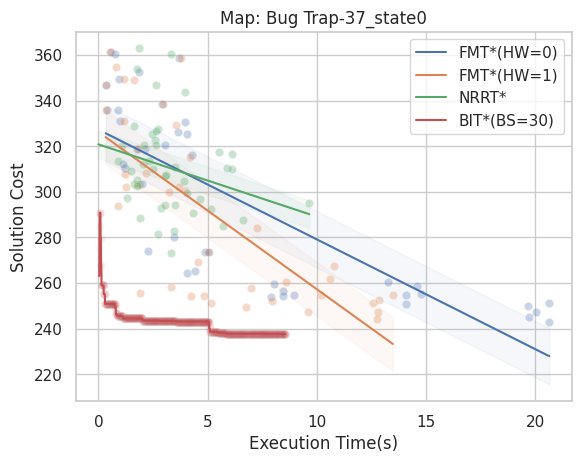 Map: Bug Trap-37_state0
FMT*(HW=0)
FMT*(HW=1)
NRRT*
BIT*(BS=30)
Solution Cost
360
340
320
300
280
260
240
220
0
5
10
15
20
Execution Time(s)